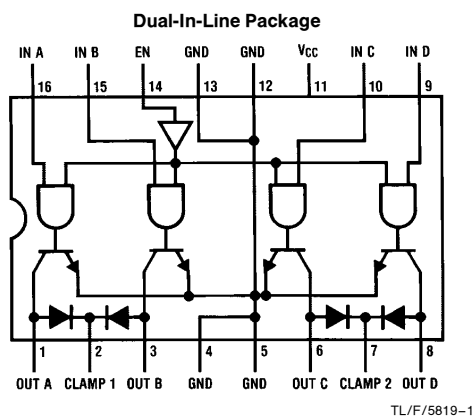 Dual-In-Line Package
IN A IN B EN GND GND VCC IN C IN D
16 15 14 13 12 11 10 9
1 2 3 4 5 6 7 8
OUT A CLAMP 1 OUT B GND GND OUT C CLAMP 2 OUT D
TL/F/5819–1